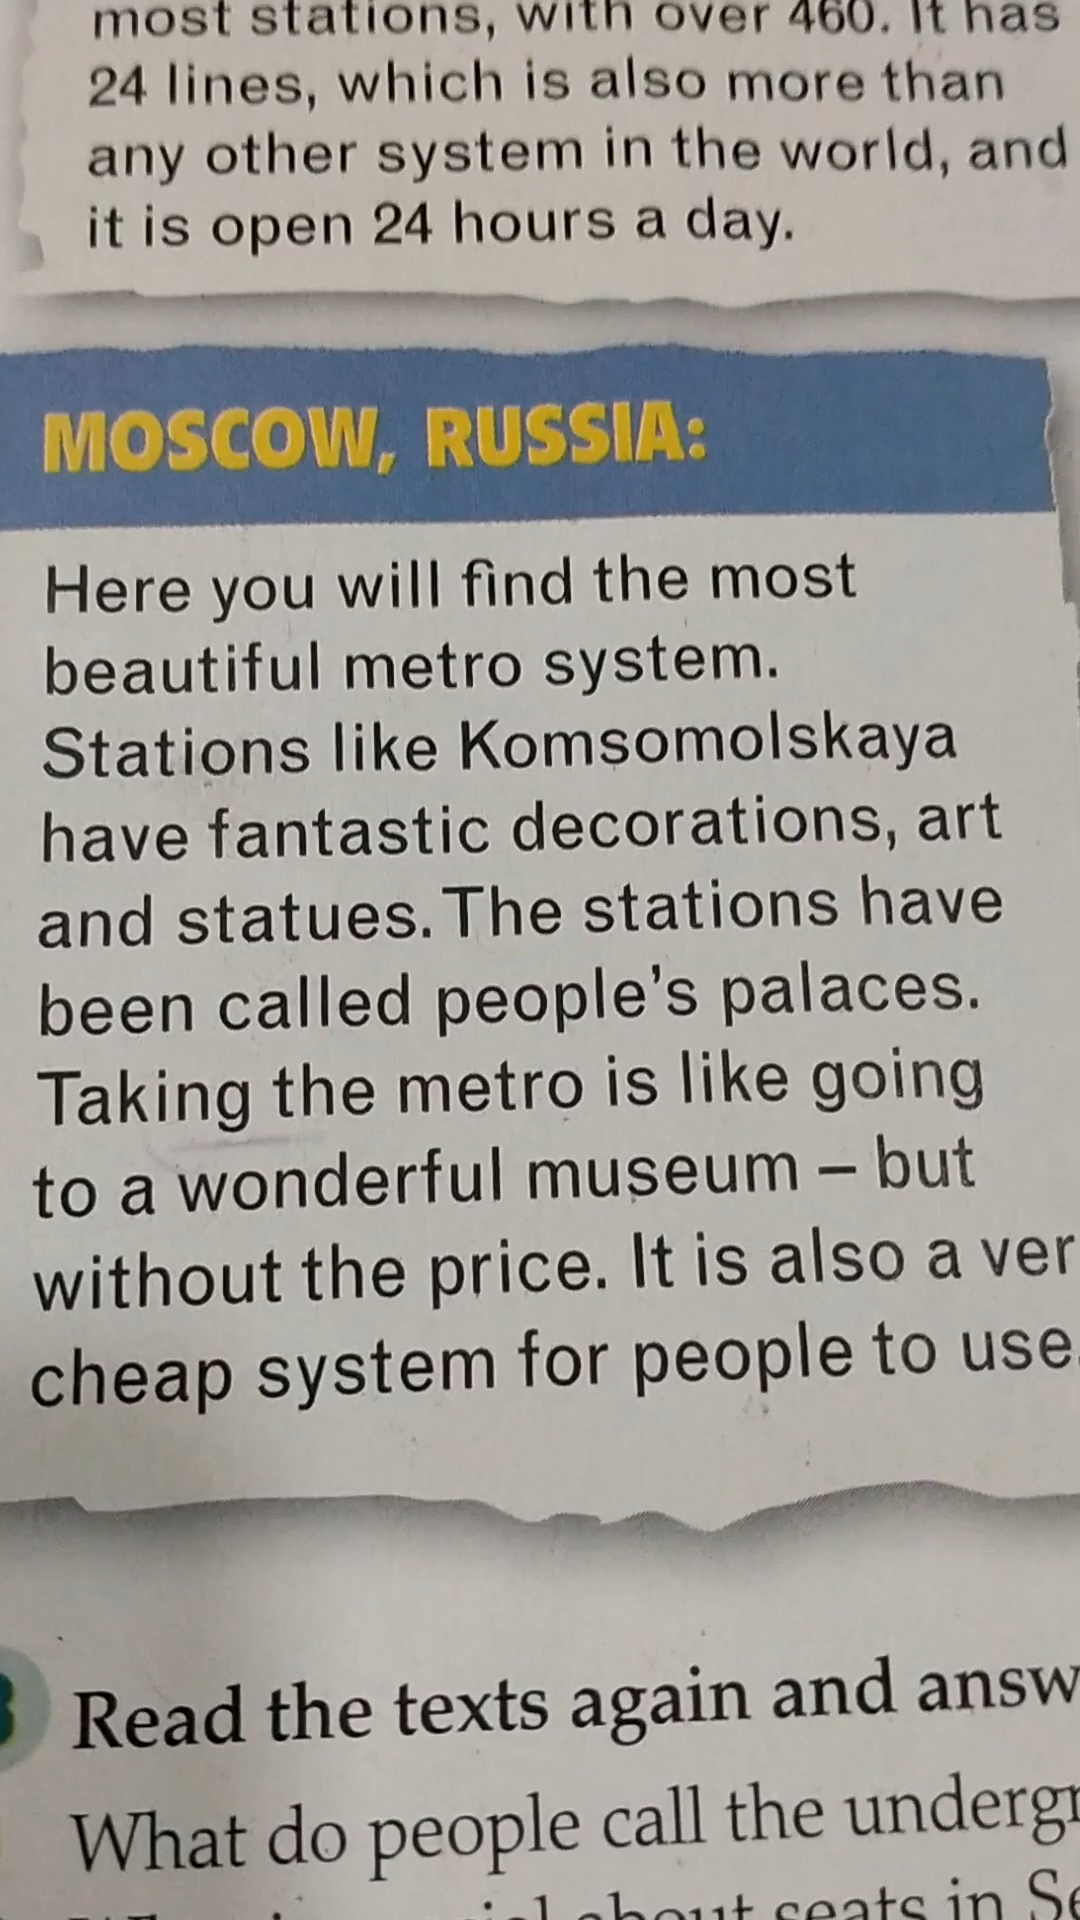 most stations, with over 460. It has
24 lines, which is also more than
any other system in the world, and
it is open 24 hours a day.
MOSCOW, RUSSIA:
Here you will find the most
beautiful metro system.
Stations like Komsomolskaya
have fantastic decorations, art
and statues. The stations have
been called people's palaces.
Taking the metro is like going
to a wonderful museum – but
without the price. It is also a ver
cheap system for people to use.
Read the texts again and answ
What do people call the undergr
about seats in Se